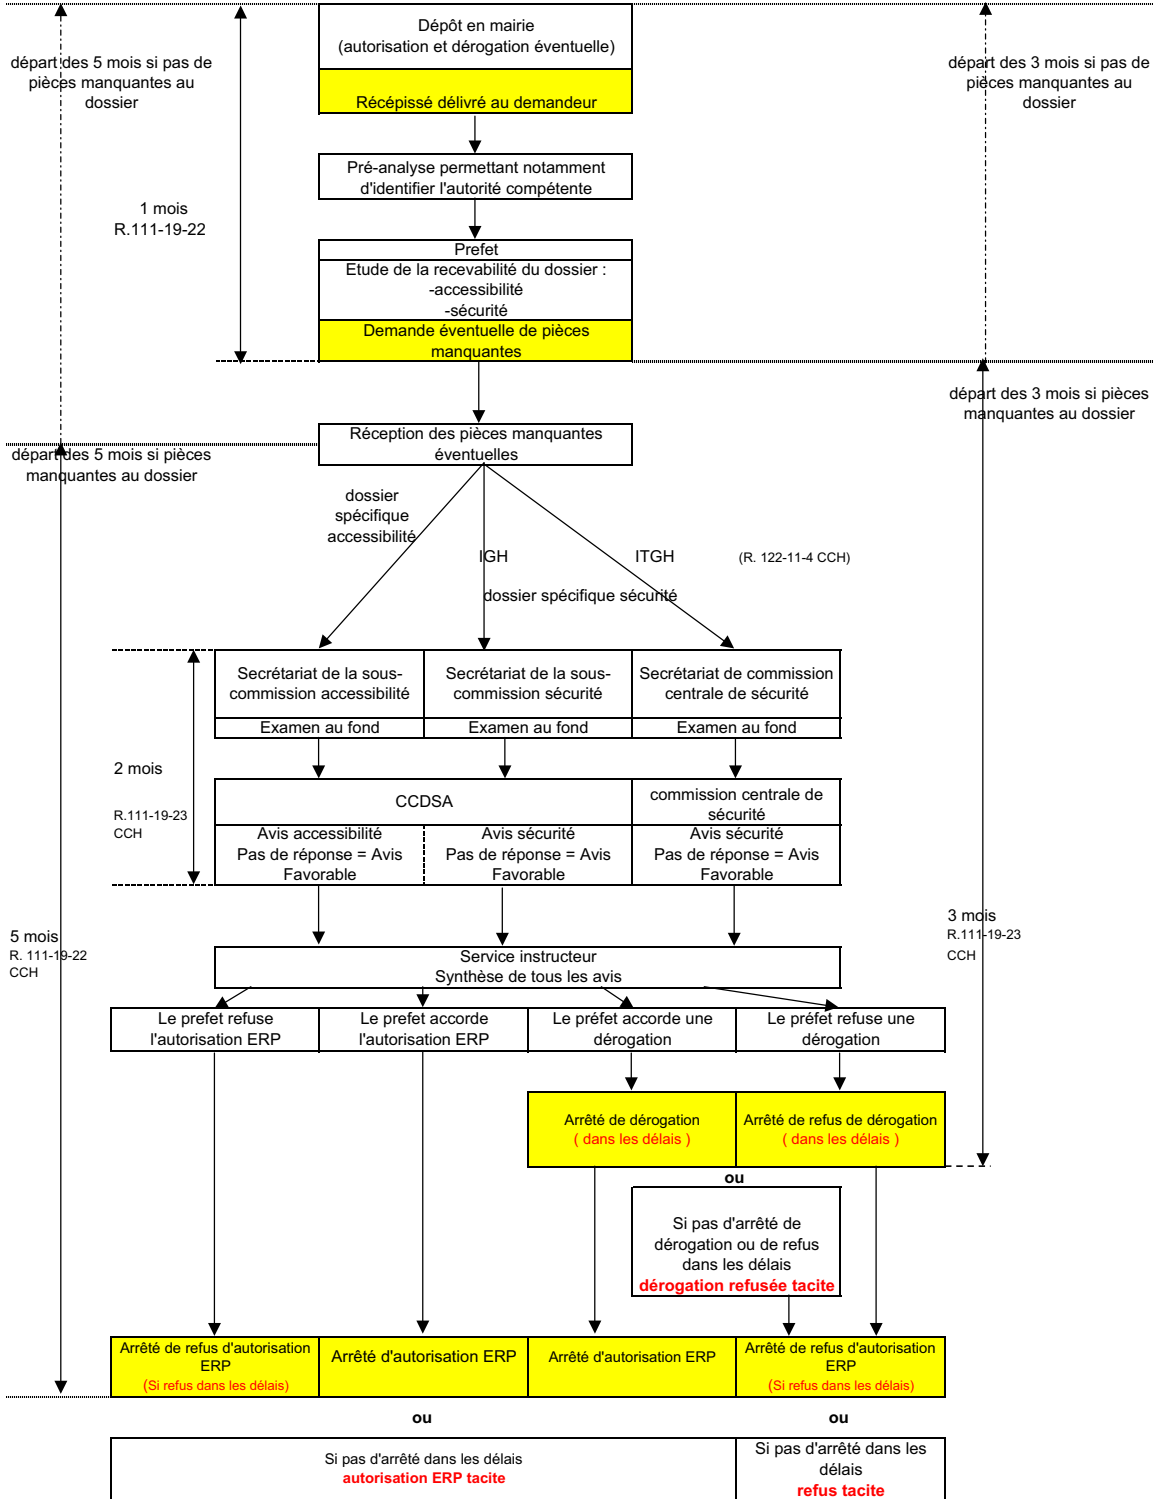 Dépôt en mairie
(autorisation et dérogation éventuelle)
Récépissé délivré au demandeur
départ des 5 mois si pas de
pièces manquantes au
dossier
départ des 3 mois si pas de
pièces manquantes au
dossier
Pré-analyse permettant notamment
d'identifier l'autorité compétente
1 mois
R.111-19-22
Prefet
Etude de la recevabilité du dossier :
-accessibilité
-sécurité
Demande éventuelle de pièces
manquantes
départ des 3 mois si pièces
manquantes au dossier
Réception des pièces manquantes
éventuelles
départ des 5 mois si pièces
manquantes au dossier
dossier
spécifique
accessibilité
IGH
ITGH
(R. 122-11-4 CCH)
dossier spécifique sécurité
Secrétariat de la sous-
commission accessibilité
Secrétariat de la sous-
commission sécurité
Secrétariat de commission
centrale de sécurité
Examen au fond
Examen au fond
Examen au fond
2 mois
R.111-19-23
CCH
CCDSA
commission centrale de
sécurité
Avis accessibilité
Pas de réponse = Avis
Favorable
Avis sécurité
Pas de réponse = Avis
Favorable
Avis sécurité
Pas de réponse = Avis
Favorable
5 mois
R. 111-19-22
CCH
3 mois
R.111-19-23
CCH
Service instructeur
Synthèse de tous les avis
Le prefet refuse
l'autorisation ERP
Le prefet accorde
l'autorisation ERP
Le préfet accorde une
dérogation
Le préfet refuse une
dérogation
Arrêté de dérogation
( dans les délais )
Arrêté de refus de dérogation
( dans les délais )
ou
Si pas d'arrêté de
dérogation ou de refus
dans les délais
dérogation refusée tacite
Arrêté de refus d'autorisation
ERP
(Si refus dans les délais)
Arrêté d'autorisation ERP
Arrêté d'autorisation ERP
Arrêté de refus d'autorisation
ERP
(Si refus dans les délais)
ou
ou
Si pas d'arrêté dans les délais
autorisation ERP tacite
Si pas d'arrêté dans les
délais
refus tacite